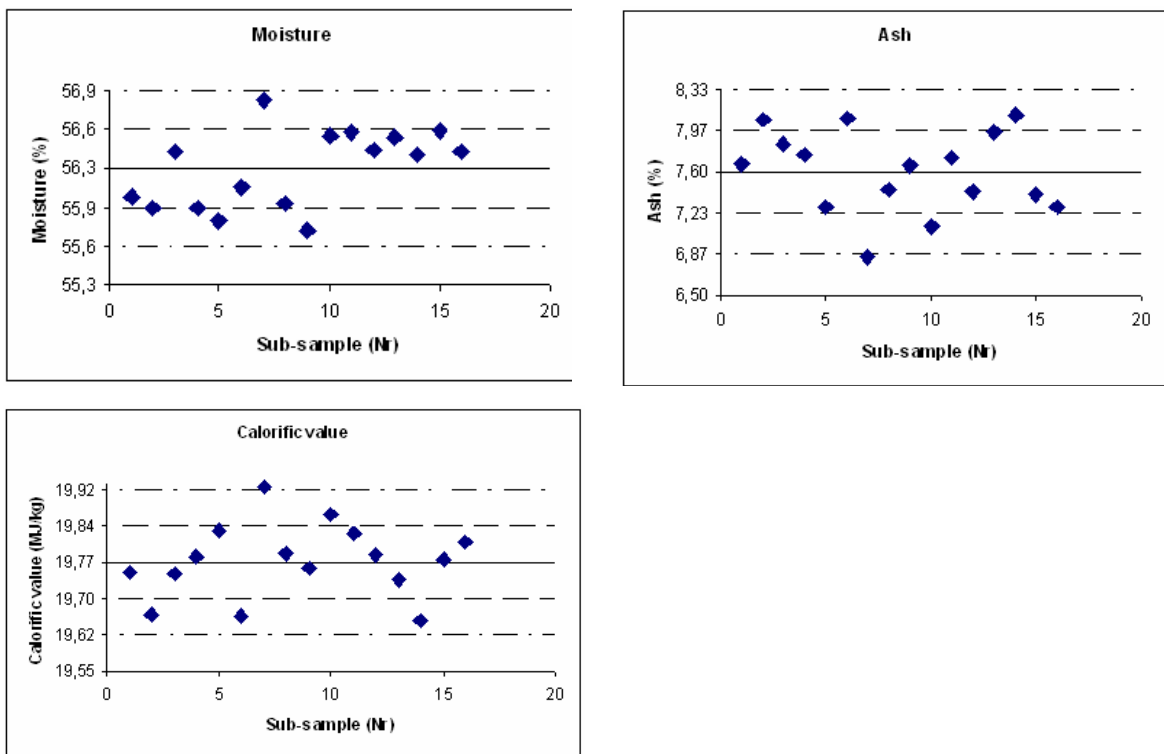 Moisture
56,9
56,6
56,3
55,9
55,6
55,3
Moisture (%)
0 5 10 15 20
Sub-sample (Nr)
Ash
8,33
7,97
7,60
7,23
6,87
6,50
Ash (%)
0 5 10 15 20
Sub-sample (Nr)
Calorific value
19,92
19,84
19,77
19,70
19,62
19,55
Calorific value (MJ/kg)
0 5 10 15 20
Sub-sample (Nr)